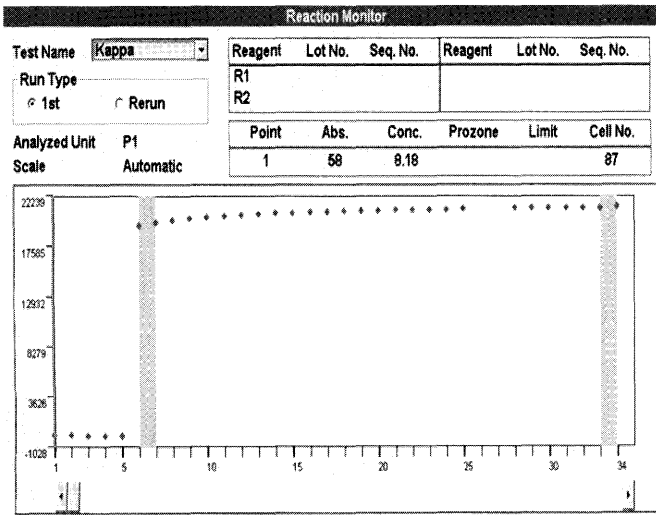 Reaction Monitor
Test Name Kappa
Run Type
1st Rerun
Analyzed Unit P1
Scale Automatic
Reagent Lot No. Seq. No. Reagent Lot No. Seq. No.
R1
R2
Point Abs. Conc. Prozone Limit Cell No.
1 58 8.18 87
22239
17585
12932
8279
3626
-1028
1 5 10 15 20 25 30 34